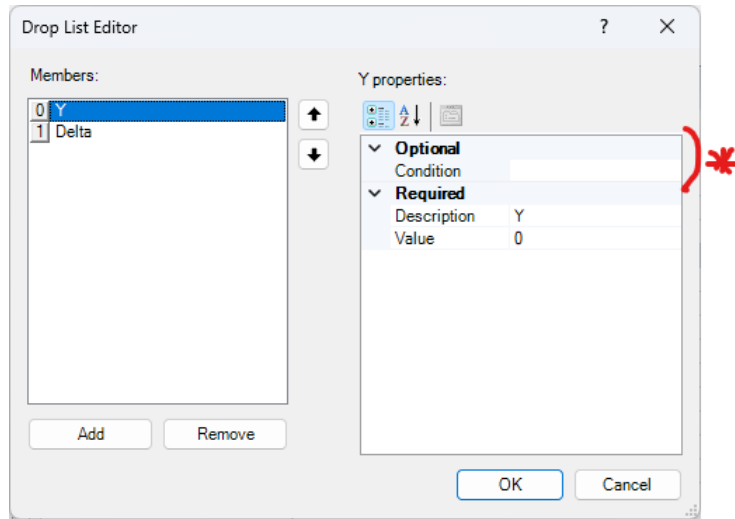 Drop List Editor ?
Members:
0 Y
1 Delta
Add Remove
Y properties:
Optional
Condition
Required
Description Y
Value 0
OK Cancel